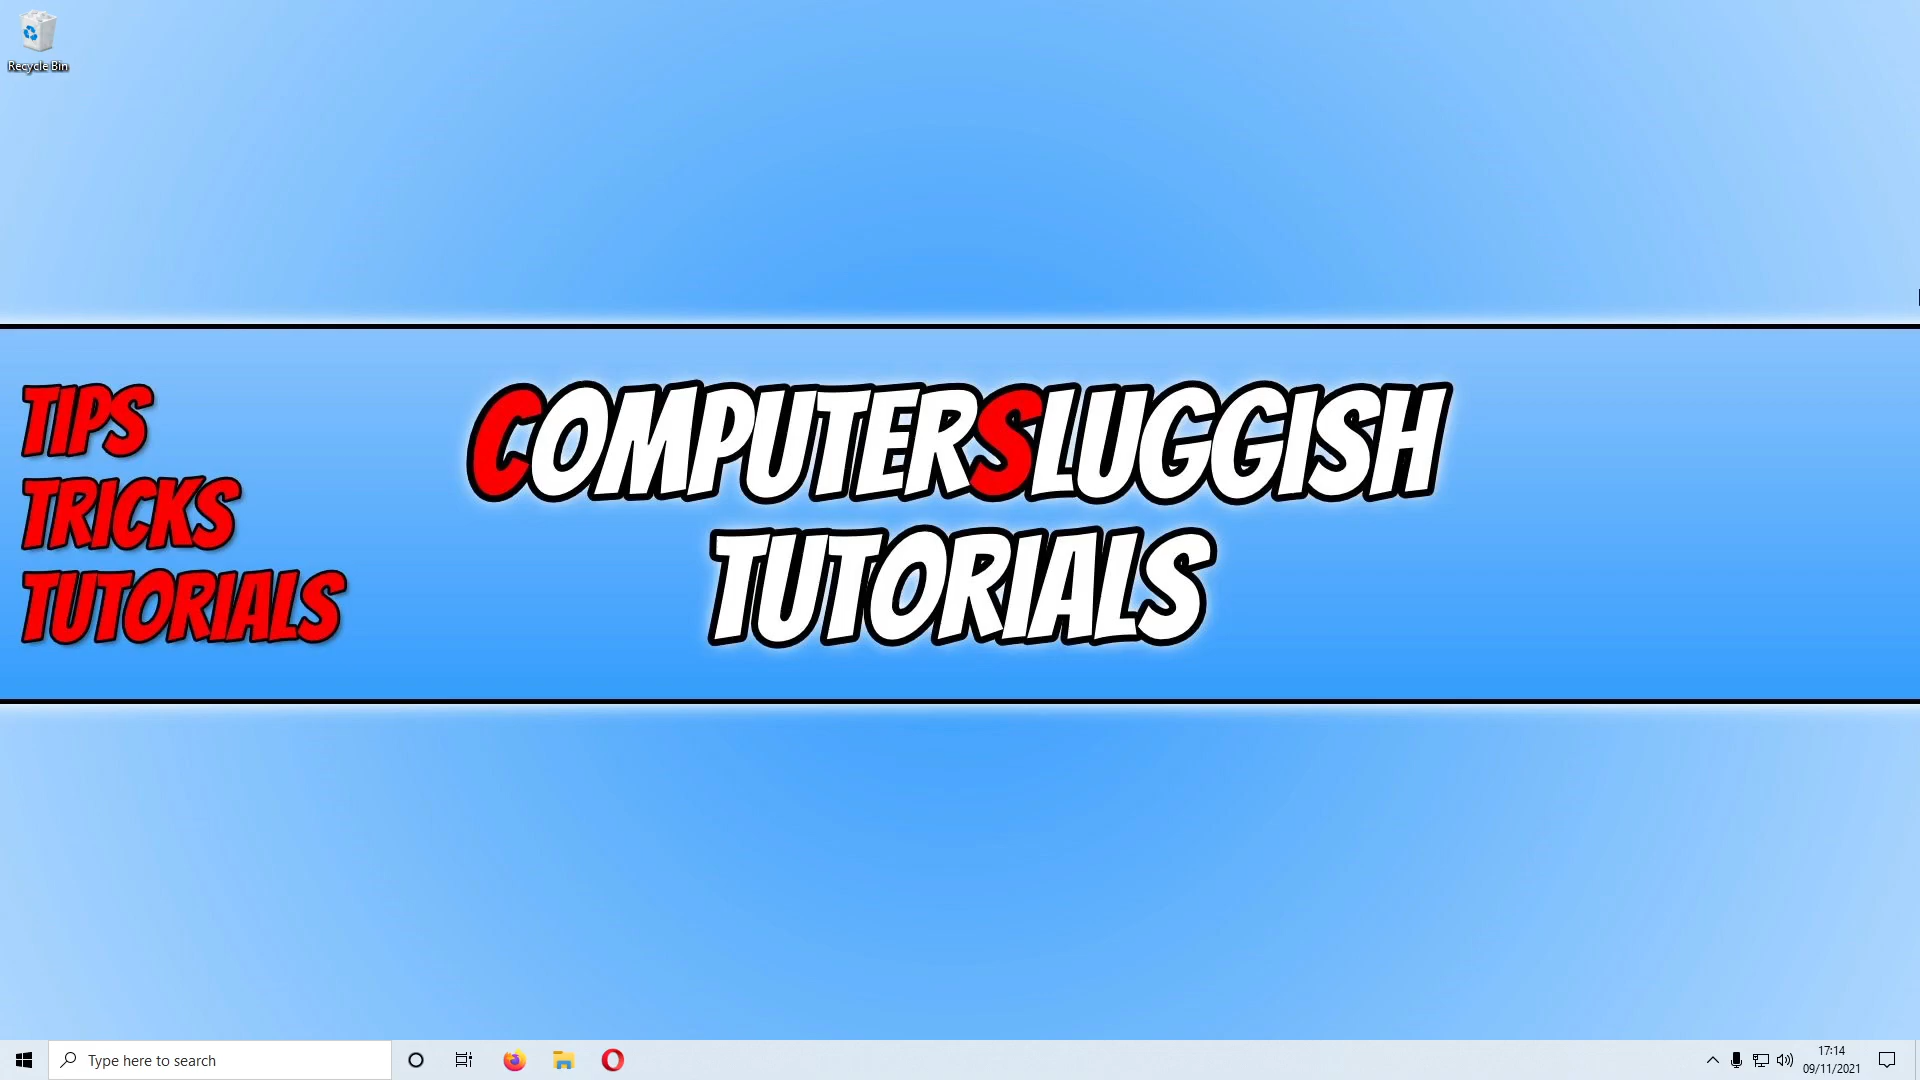 Recycle Bin
TIPS
TRICKS
TUTORIALS
COMPUTERSLUGGISH
TUTORIALS
Type here to search
17:14
09/11/2021